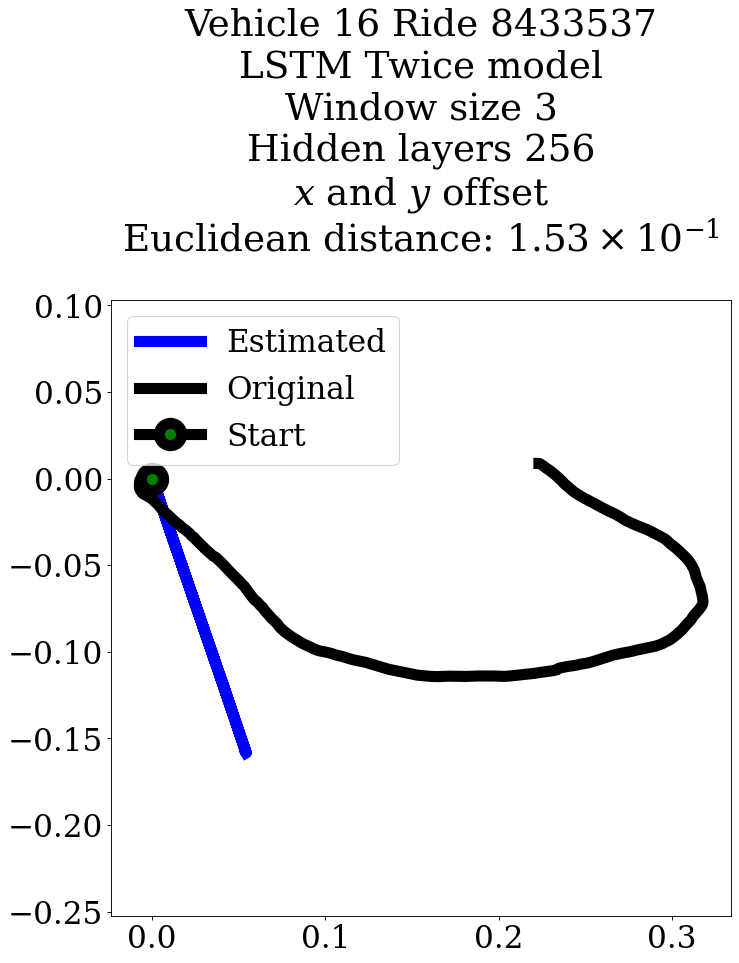 Vehicle 16 Ride 8433537
LSTM Twice model
Window size 3
Hidden layers 256
x and y offset
Euclidean distance: 1.53 × 10⁻¹
Estimated
Original
Start
0.10
0.05
0.00
−0.05
−0.10
−0.15
−0.20
−0.25
0.0 0.1 0.2 0.3